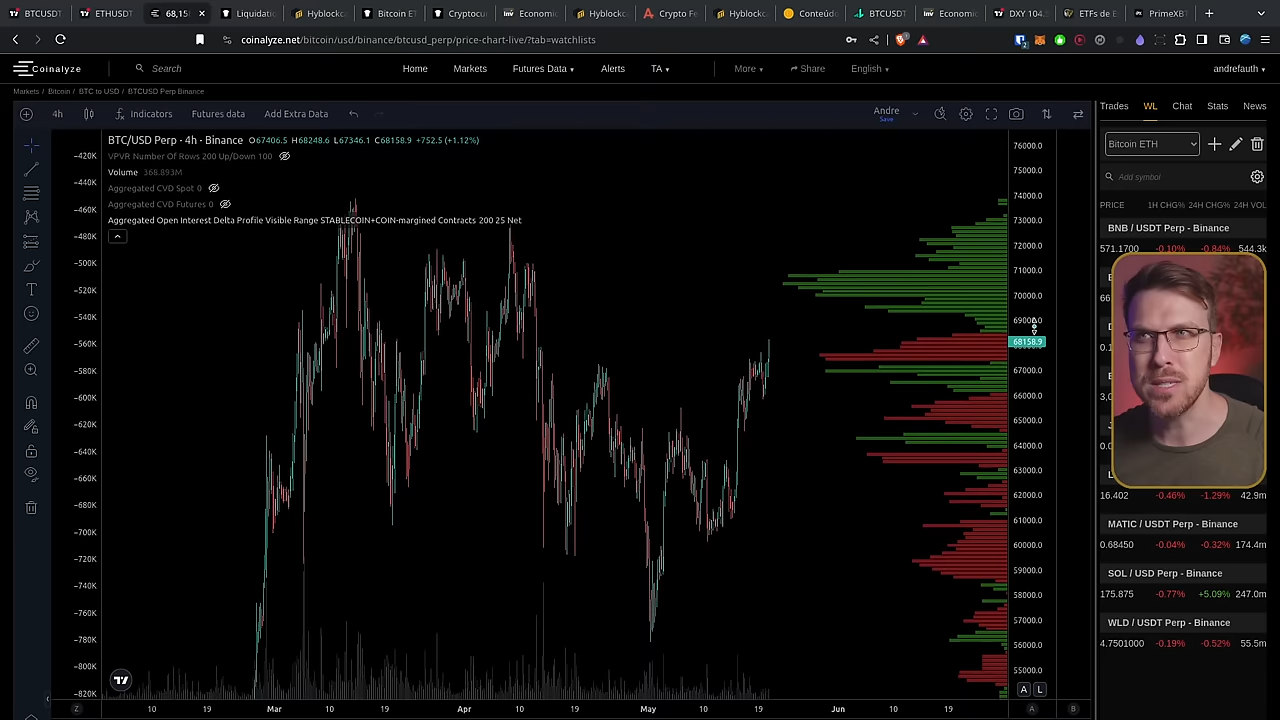 BTCUSDT
ETHUSDT
68,15
Liquidatio
Hyblockca
Bitcoin ET
Cryptocur
Economic
Hyblockca
Crypto Fe
Hyblockca
Conteúdo
BTCUSDT
Economic
DXY 104.5
ETFs de B
PrimeXBT
coinalyze.net/bitcoin/usd/binance/btcusd_perp/price-chart-live/?tab=watchlists
Coinalyze
Search
Home
Markets
Futures Data
Alerts
TA
More
Share
English
andrefauth
Markets / Bitcoin / BTC to USD / BTCUSD Perp Binance
4h
Indicators
Futures data
Add Extra Data
Andre
Save
Trades
WL
Chat
Stats
News
BTC/USD Perp · 4h · Binance O67406.5 H68248.6 L67346.1 C68158.9 +752.5 (+1.12%)
VPVR Number Of Rows 200 Up/Down 100
Volume 368.893M
Aggregated CVD Spot 0
Aggregated CVD Futures 0
Aggregated Open Interest Delta Profile Visible Range STABLECOIN+COIN-margined Contracts 200 25 Net
−420K
−440K
−460K
−480K
−500K
−520K
−540K
−560K
−580K
−600K
−620K
−640K
−660K
−680K
−700K
−720K
−740K
−760K
−780K
−800K
−820K
76000.0
75000.0
74000.0
73000.0
72000.0
71000.0
70000.0
69000.0
68158.9
67000.0
66000.0
65000.0
64000.0
63000.0
62000.0
61000.0
60000.0
59000.0
58000.0
57000.0
56000.0
55000.0
A L
Z
10
19
Mar
10
19
Apr
10
19
May
10
19
Jun
10
19
A
B
Bitcoin ETH
Add symbol
PRICE 1H CHG% 24H CHG% 24H VOL
BNB / USDT Perp - Binance
571.1700 -0.10% -0.84% 544.3k
16.402 -0.46% -1.29% 42.9m
MATIC / USDT Perp - Binance
0.68450 -0.04% -0.32% 174.4m
SOL / USD Perp - Binance
175.875 -0.77% +5.09% 247.0m
WLD / USDT Perp - Binance
4.7501000 -0.19% -0.52% 55.5m